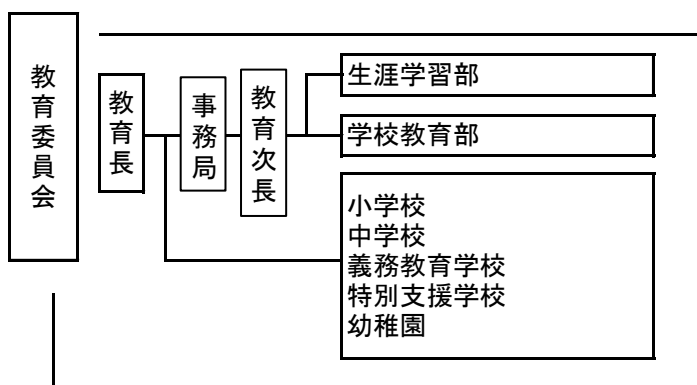 教育委員会
教育長
事務局
教育次長
生涯学習部
学校教育部
小学校
中学校
義務教育学校
特別支援学校
幼稚園